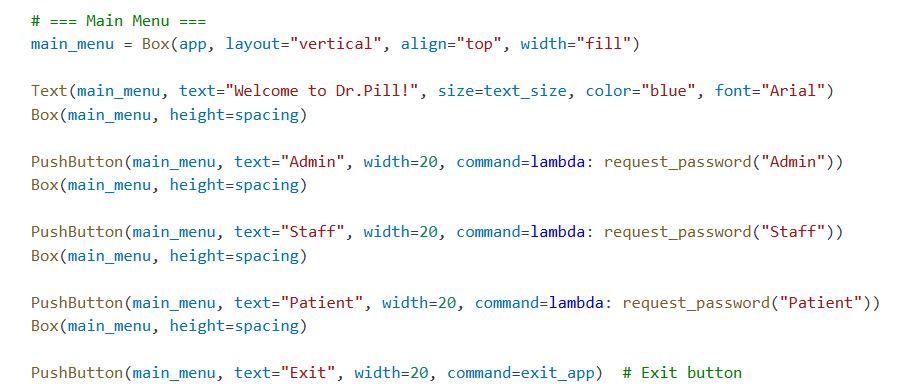 # === Main Menu ===
main_menu = Box(app, layout="vertical", align="top", width="fill")
Text(main_menu, text="Welcome to Dr.Pill!", size=text_size, color="blue", font="Arial")
Box(main_menu, height=spacing)
PushButton(main_menu, text="Admin", width=20, command=lambda: request_password("Admin"))
Box(main_menu, height=spacing)
PushButton(main_menu, text="Staff", width=20, command=lambda: request_password("Staff"))
Box(main_menu, height=spacing)
PushButton(main_menu, text="Patient", width=20, command=lambda: request_password("Patient"))
Box(main_menu, height=spacing)
PushButton(main_menu, text="Exit", width=20, command=exit_app)  # Exit button